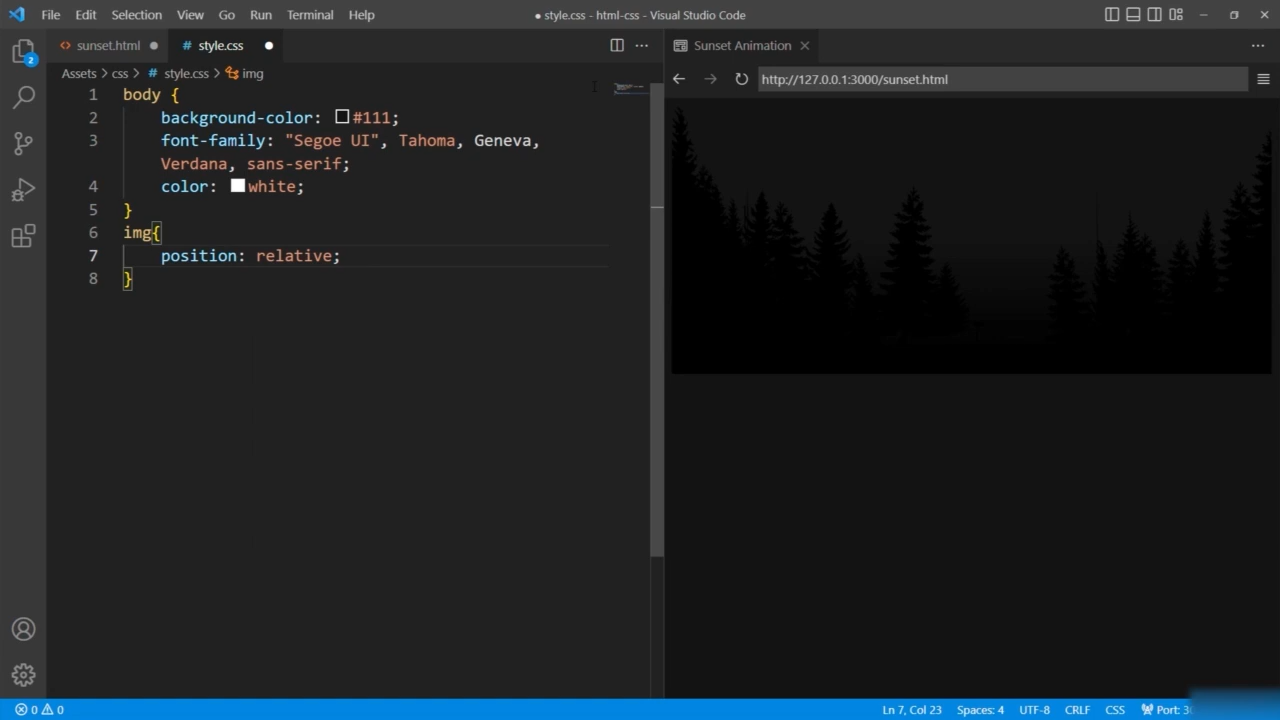 File Edit Selection View Go Run Terminal Help
● style.css - html-css - Visual Studio Code
sunset.html
# style.css
Sunset Animation
Assets > css > # style.css > img
http://127.0.0.1:3000/sunset.html
2
1 body {
2 background-color: #111;
3 font-family: "Segoe UI", Tahoma, Geneva,
Verdana, sans-serif;
4 color: white;
5 }
6 img{
7 position: relative;
8 }
0 0
Ln 7, Col 23 Spaces: 4 UTF-8 CRLF CSS Port: